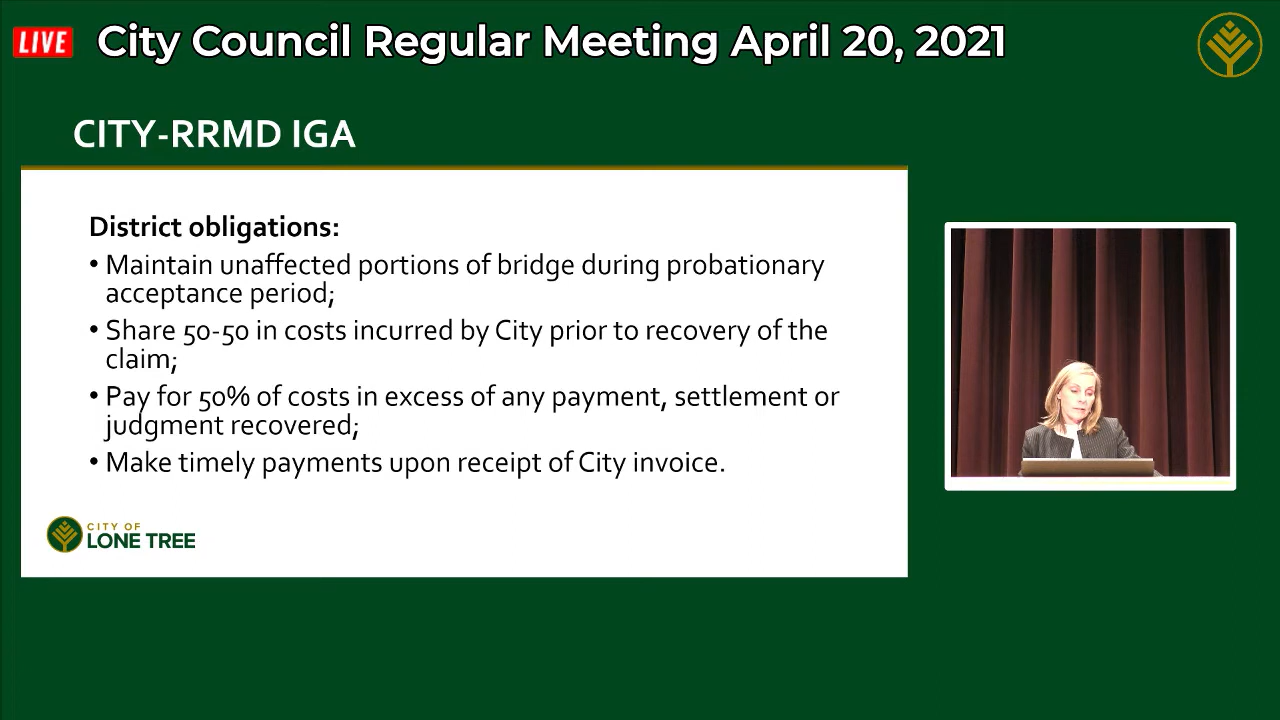 LIVE
City Council Regular Meeting April 20, 2021
CITY-RRMD IGA
District obligations:
• Maintain unaffected portions of bridge during probationary
acceptance period;
• Share 50-50 in costs incurred by City prior to recovery of the
claim;
• Pay for 50% of costs in excess of any payment, settlement or
judgment recovered;
• Make timely payments upon receipt of City invoice.
CITY OF
LONE TREE